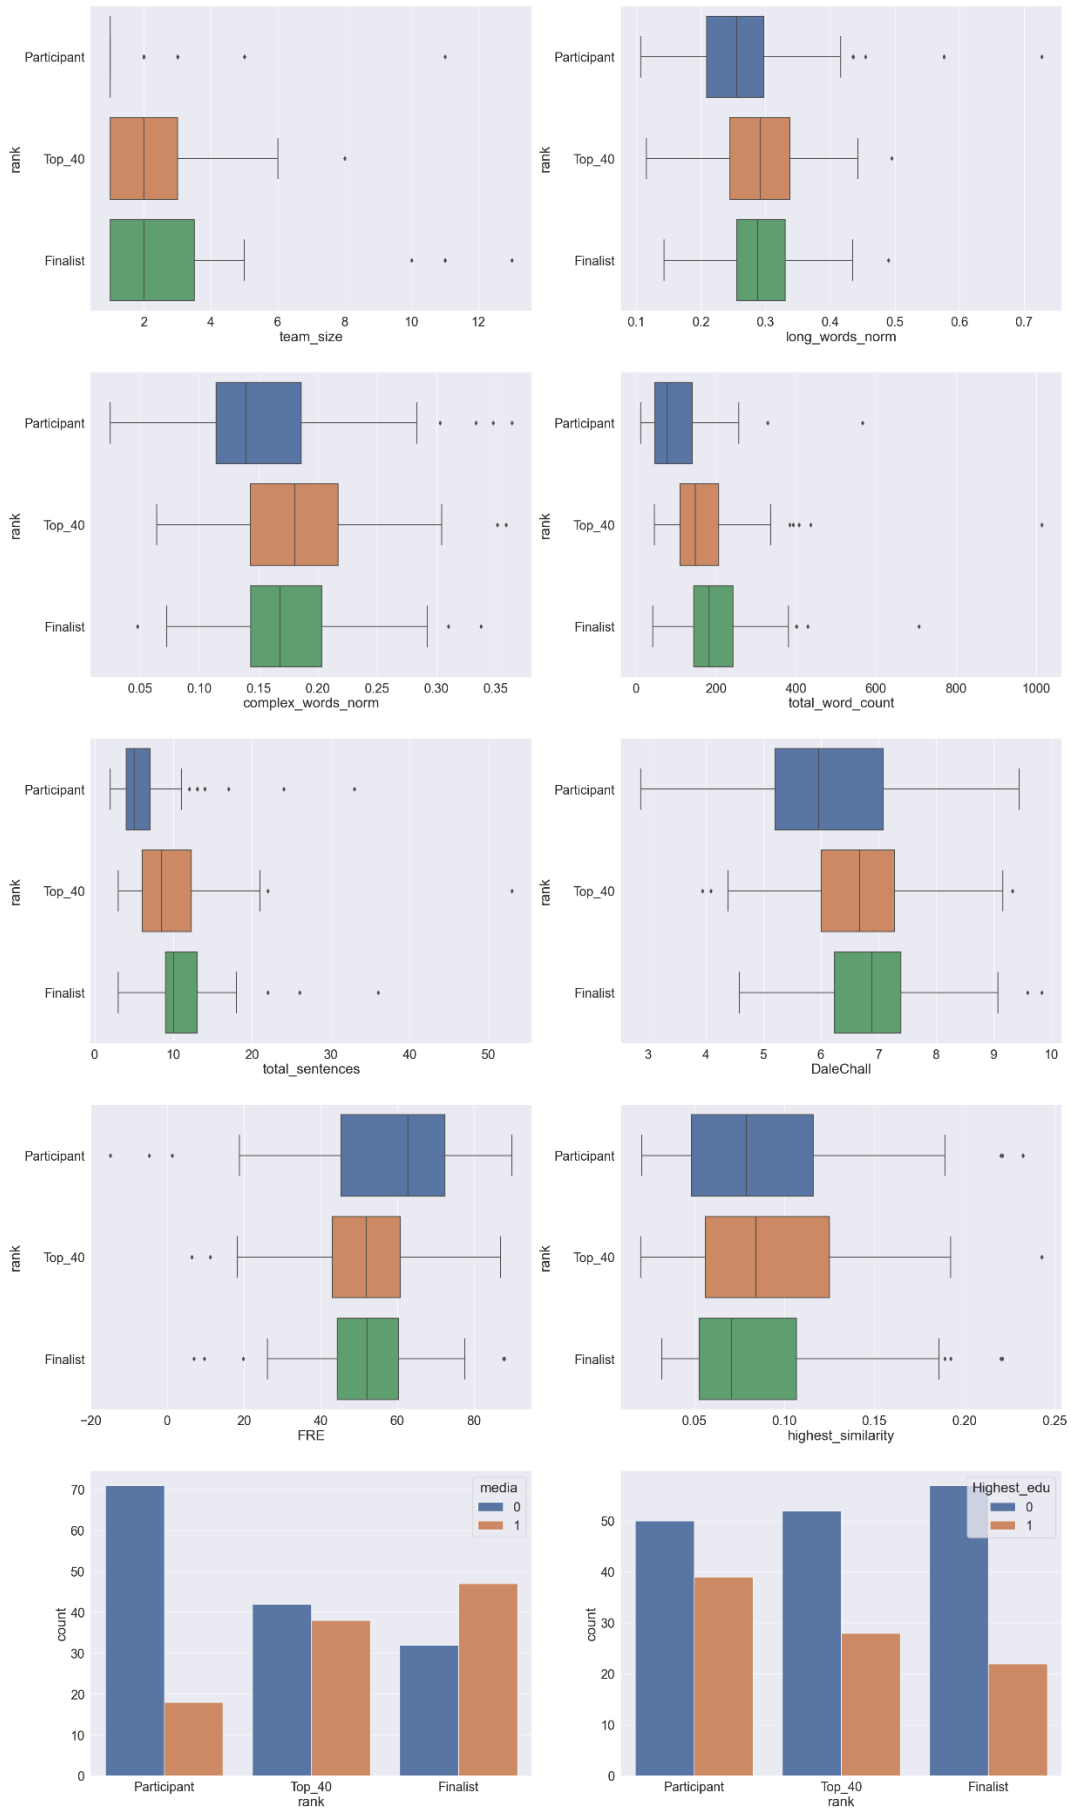 rank
Participant
Top_40
Finalist
2 4 6 8 10 12
team_size
rank
Participant
Top_40
Finalist
0.1 0.2 0.3 0.4 0.5 0.6 0.7
long_words_norm
rank
Participant
Top_40
Finalist
0.05 0.10 0.15 0.20 0.25 0.30 0.35
complex_words_norm
rank
Participant
Top_40
Finalist
0 200 400 600 800 1000
total_word_count
rank
Participant
Top_40
Finalist
0 10 20 30 40 50
total_sentences
rank
Participant
Top_40
Finalist
3 4 5 6 7 8 9 10
DaleChall
rank
Participant
Top_40
Finalist
−20 0 20 40 60 80
FRE
rank
Participant
Top_40
Finalist
0.05 0.10 0.15 0.20 0.25
highest_similarity
media
0
1
count
70
60
50
40
30
20
10
0
Participant Top_40 Finalist
rank
Highest_edu
0
1
count
50
40
30
20
10
0
Participant Top_40 Finalist
rank